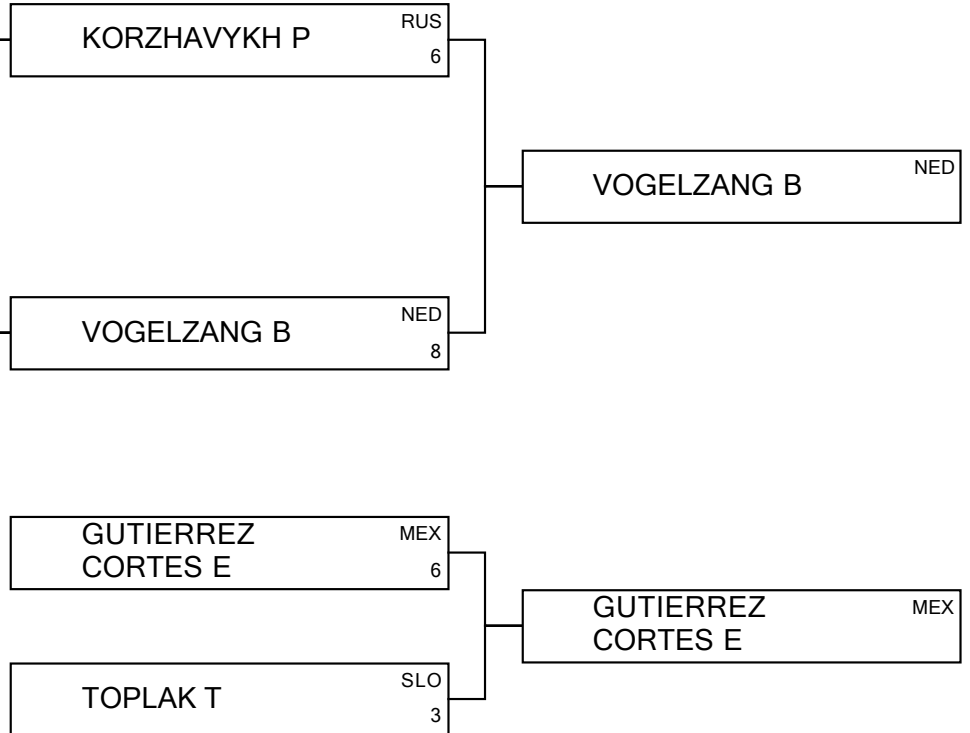 KORZHAVYKH P RUS
6
VOGELZANG B NED
VOGELZANG B NED
8
GUTIERREZ MEX
CORTES E 6
GUTIERREZ MEX
CORTES E
TOPLAK T SLO
3